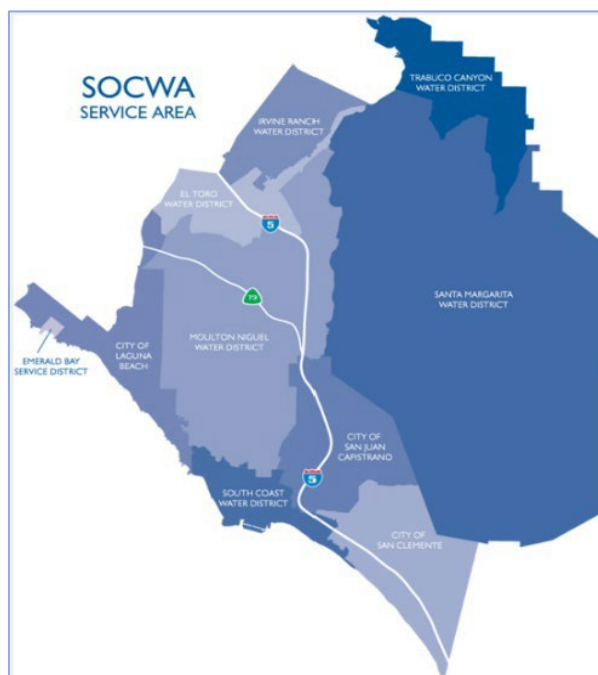 SOCWA
SERVICE AREA
TRABUCO CANYON
WATER DISTRICT
IRVINE RANCH
WATER DISTRICT
EL TORO
WATER DISTRICT
5
73
SANTA MARGARITA
WATER DISTRICT
MOULTON NIGUEL
WATER DISTRICT
CITY OF
LAGUNA
BEACH
EMERALD BAY
SERVICE DISTRICT
CITY OF
SAN JUAN
CAPISTRANO
5
SOUTH COAST
WATER DISTRICT
CITY OF
SAN CLEMENTE